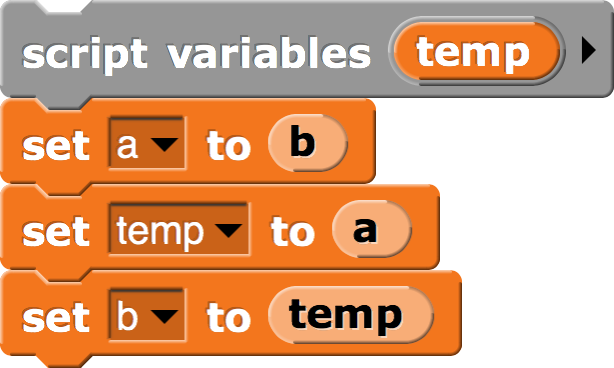 script variables temp
set a to b
set temp to a
set b to temp